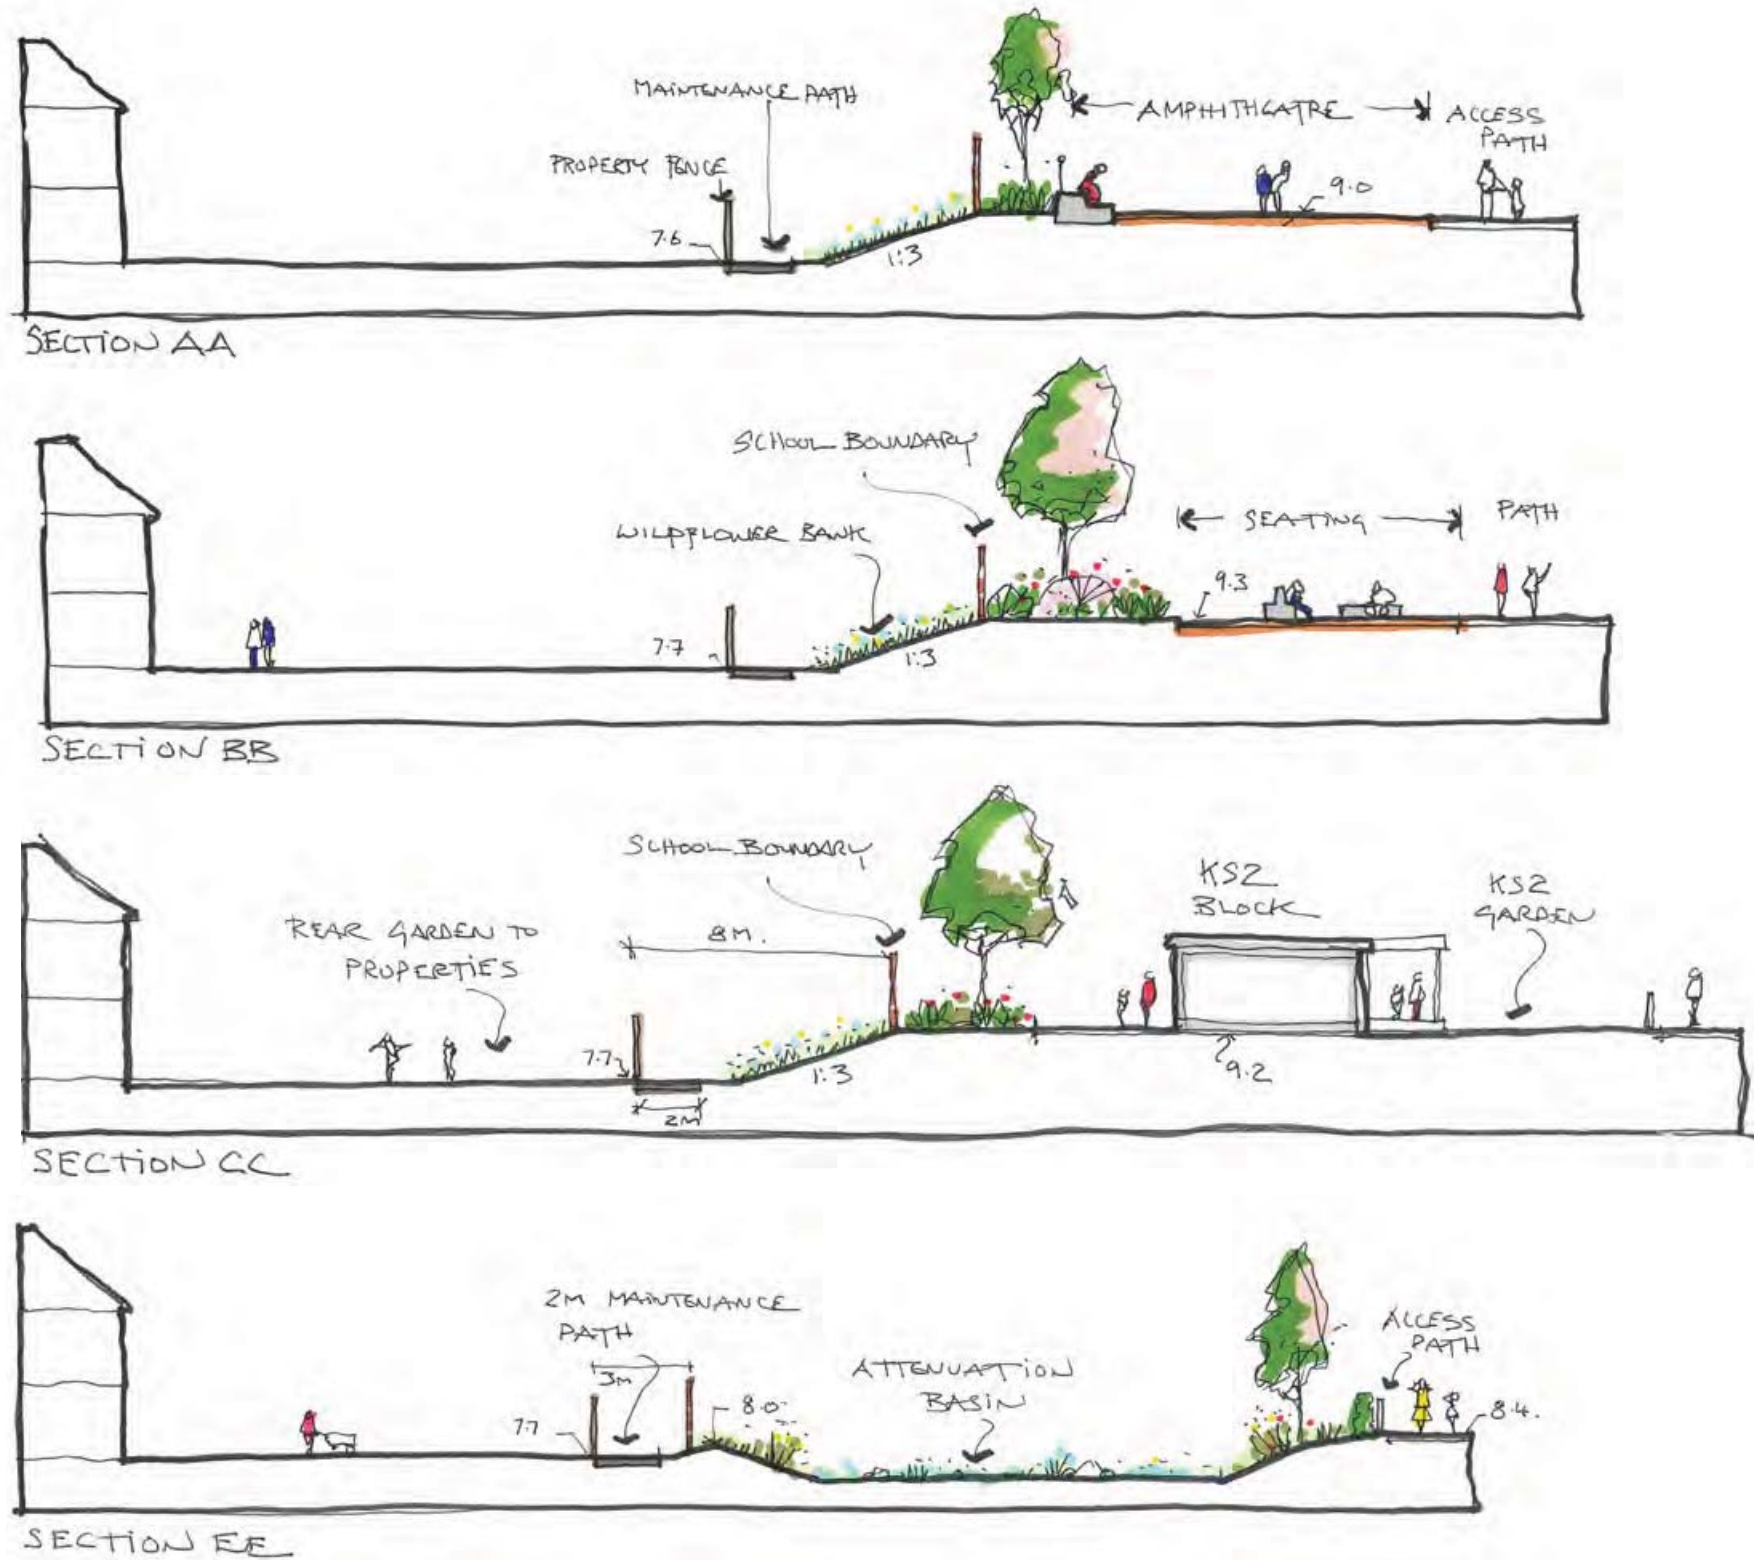 MAINTENANCE PATH
AMPHITHEATRE
ACCESS
PATH
PROPERTY FENCE
9.0
7.6
1:3
SECTION AA
SCHOOL BOUNDARY
WILDFLOWER BANK
SEATING
PATH
9.3
7.7
1:3
SECTION BB
SCHOOL BOUNDARY
KS2
BLOCK
KS2
GARDEN
REAR GARDEN TO
PROPERTIES
8M.
7.7
1:3
9.2
2M
SECTION CC
2M MAINTENANCE
PATH
3M
ATTENUATION
BASIN
ACCESS
PATH
7.7
8.0
8.4.
SECTION EE